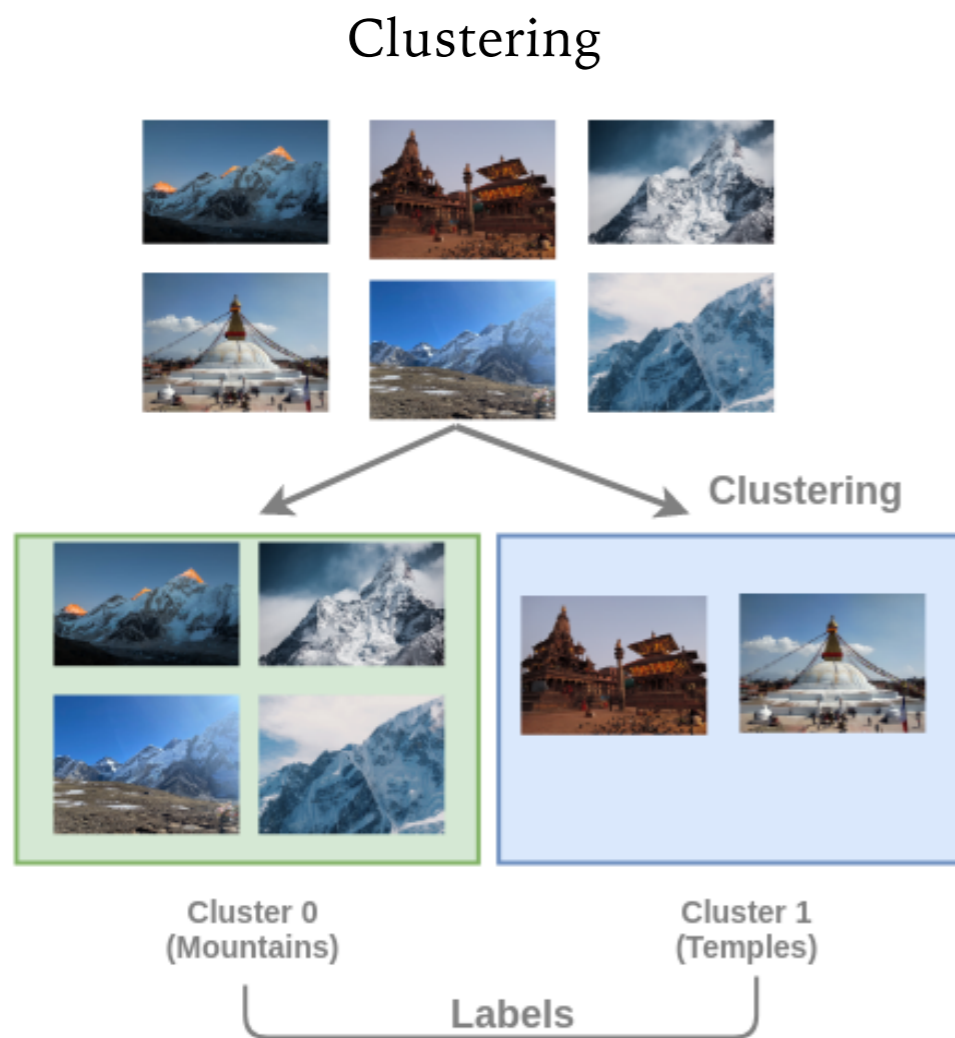 Clustering
Clustering
Cluster 0
(Mountains)
Cluster 1
(Temples)
Labels